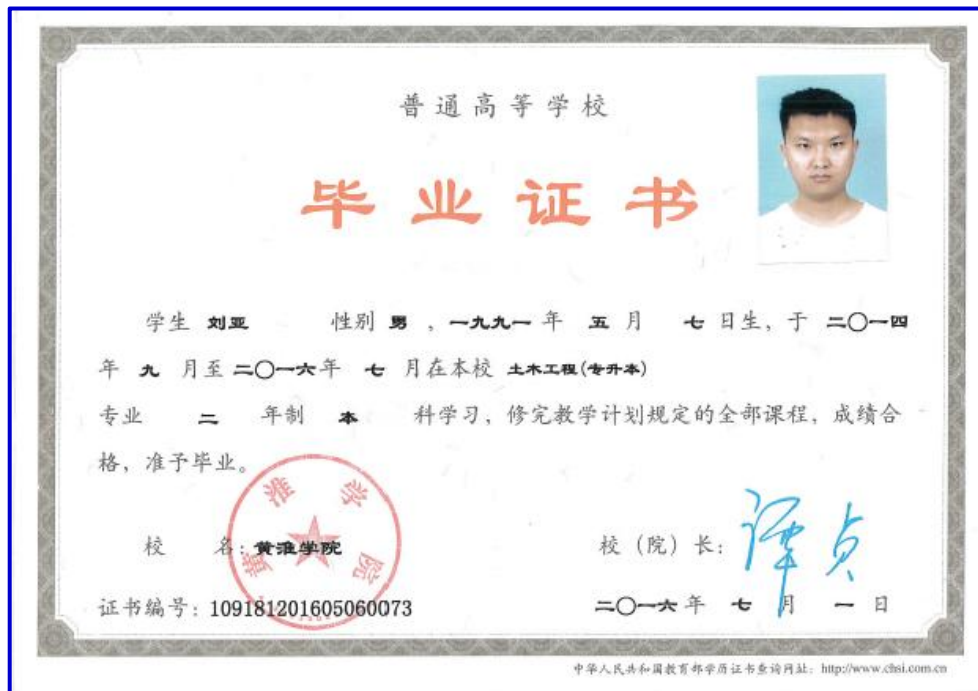 普通高等学校
毕业证书
学生 刘亚 性别 男 , 一九九一 年 五 月 七 日生, 于 二〇一四
年 九 月至 二〇一六年 七 月在本校 土木工程(专升本)
专业 二 年制 本 科学习, 修完教学计划规定的全部课程, 成绩合
格, 准予毕业。
黄淮学院
校 名: 黄淮学院 校 (院) 长: 谭贞
证书编号: 109181201605060073 二〇一六 年 七 月 一 日
中华人民共和国教育部学历证书查询网址: http://www.chsi.com.cn